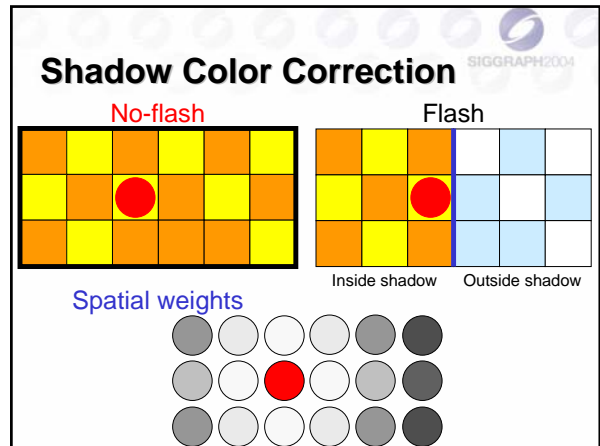 SIGGRAPH2004
Shadow Color Correction
No-flash
Flash
Inside shadow
Outside shadow
Spatial weights